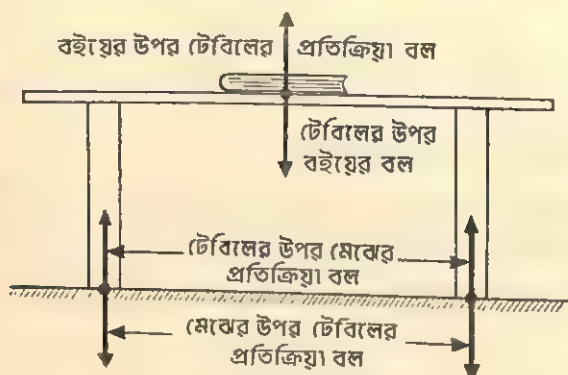 বইয়ের উপর টেবিলের প্রতিক্রিয়া বল
টেবিলের উপর
বইয়ের বল
টেবিলের উপর মেঝের
প্রতিক্রিয়া বল
মেঝের উপর টেবিলের
প্রতিক্রিয়া বল